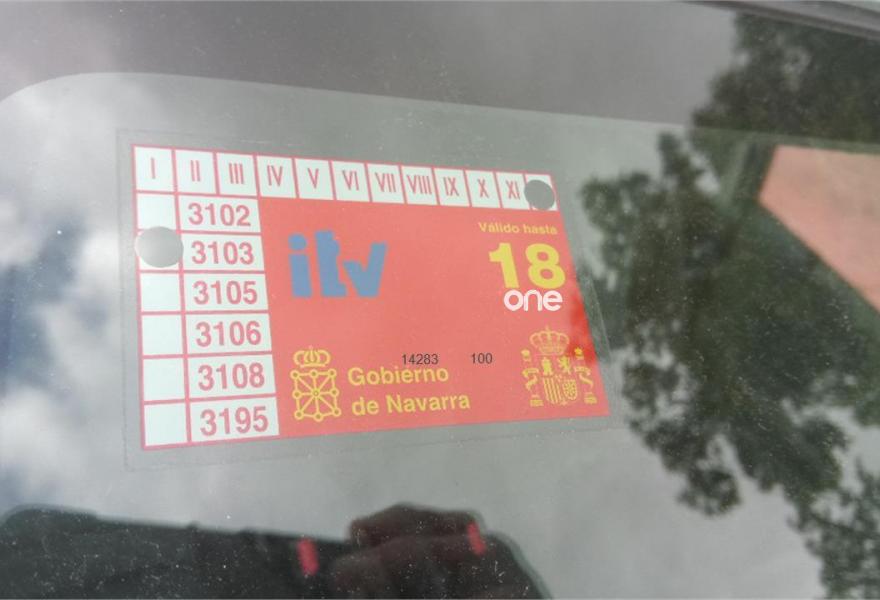 I II III IV V VI VII VIII IX X XI
3102
3103
3105
3106
3108
3195
itv
Válido hasta
18
one
14283 100
Gobierno
de Navarra